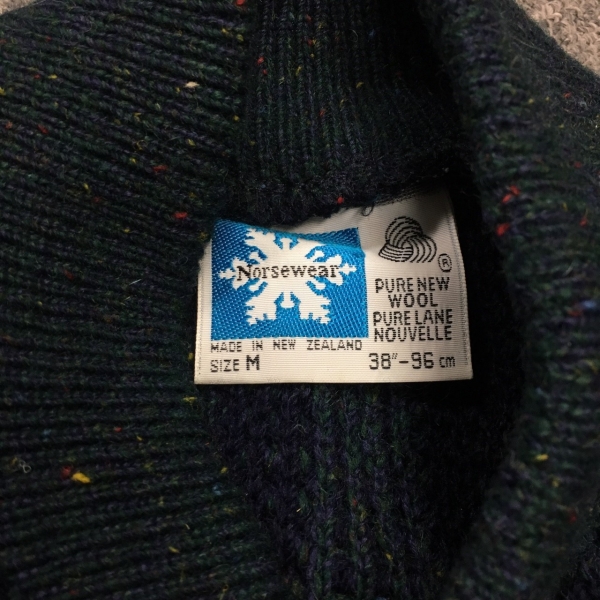 Norsewear
®
PURE NEW
WOOL
PURE LANE
NOUVELLE
MADE IN NEW ZEALAND
SIZE M
38"-96 cm